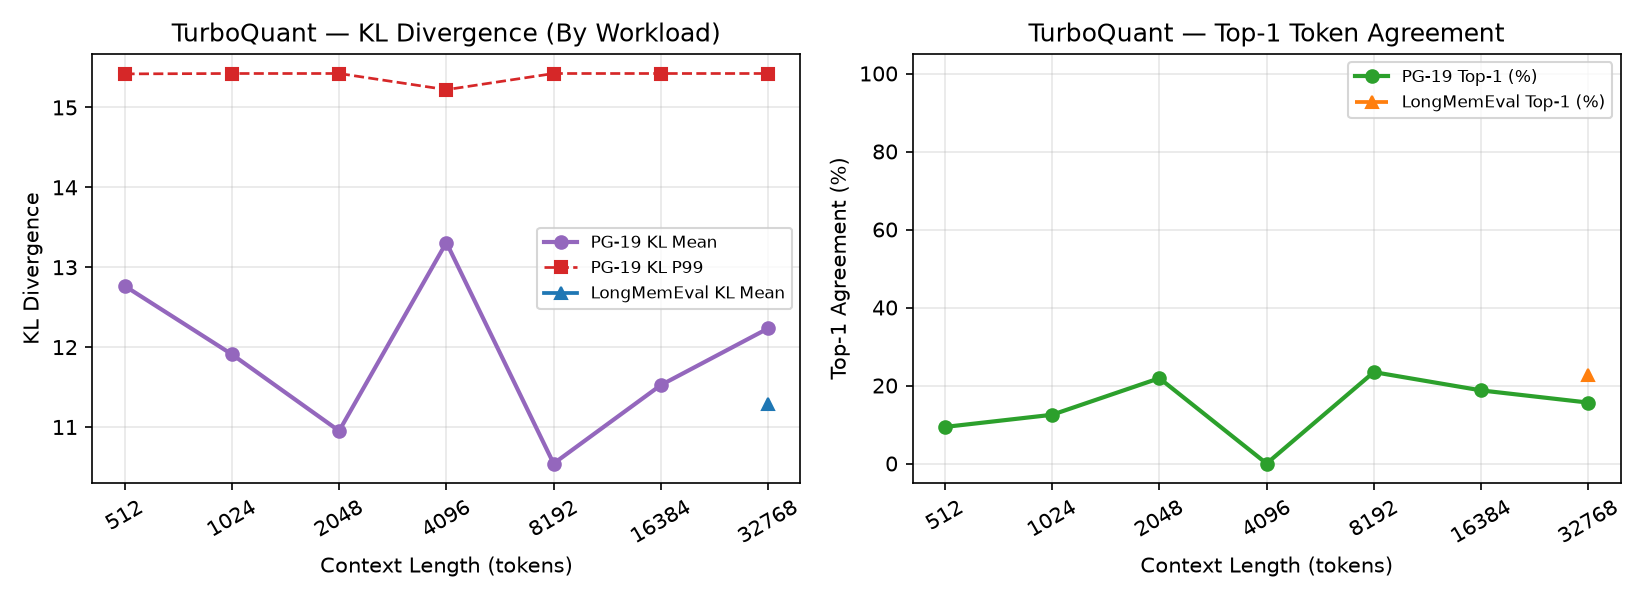 TurboQuant — KL Divergence (By Workload)
KL Divergence
15
14
13
12
11
PG-19 KL Mean
PG-19 KL P99
LongMemEval KL Mean
512
1024
2048
4096
8192
16384
32768
Context Length (tokens)
TurboQuant — Top-1 Token Agreement
Top-1 Agreement (%)
100
80
60
40
20
0
PG-19 Top-1 (%)
LongMemEval Top-1 (%)
512
1024
2048
4096
8192
16384
32768
Context Length (tokens)